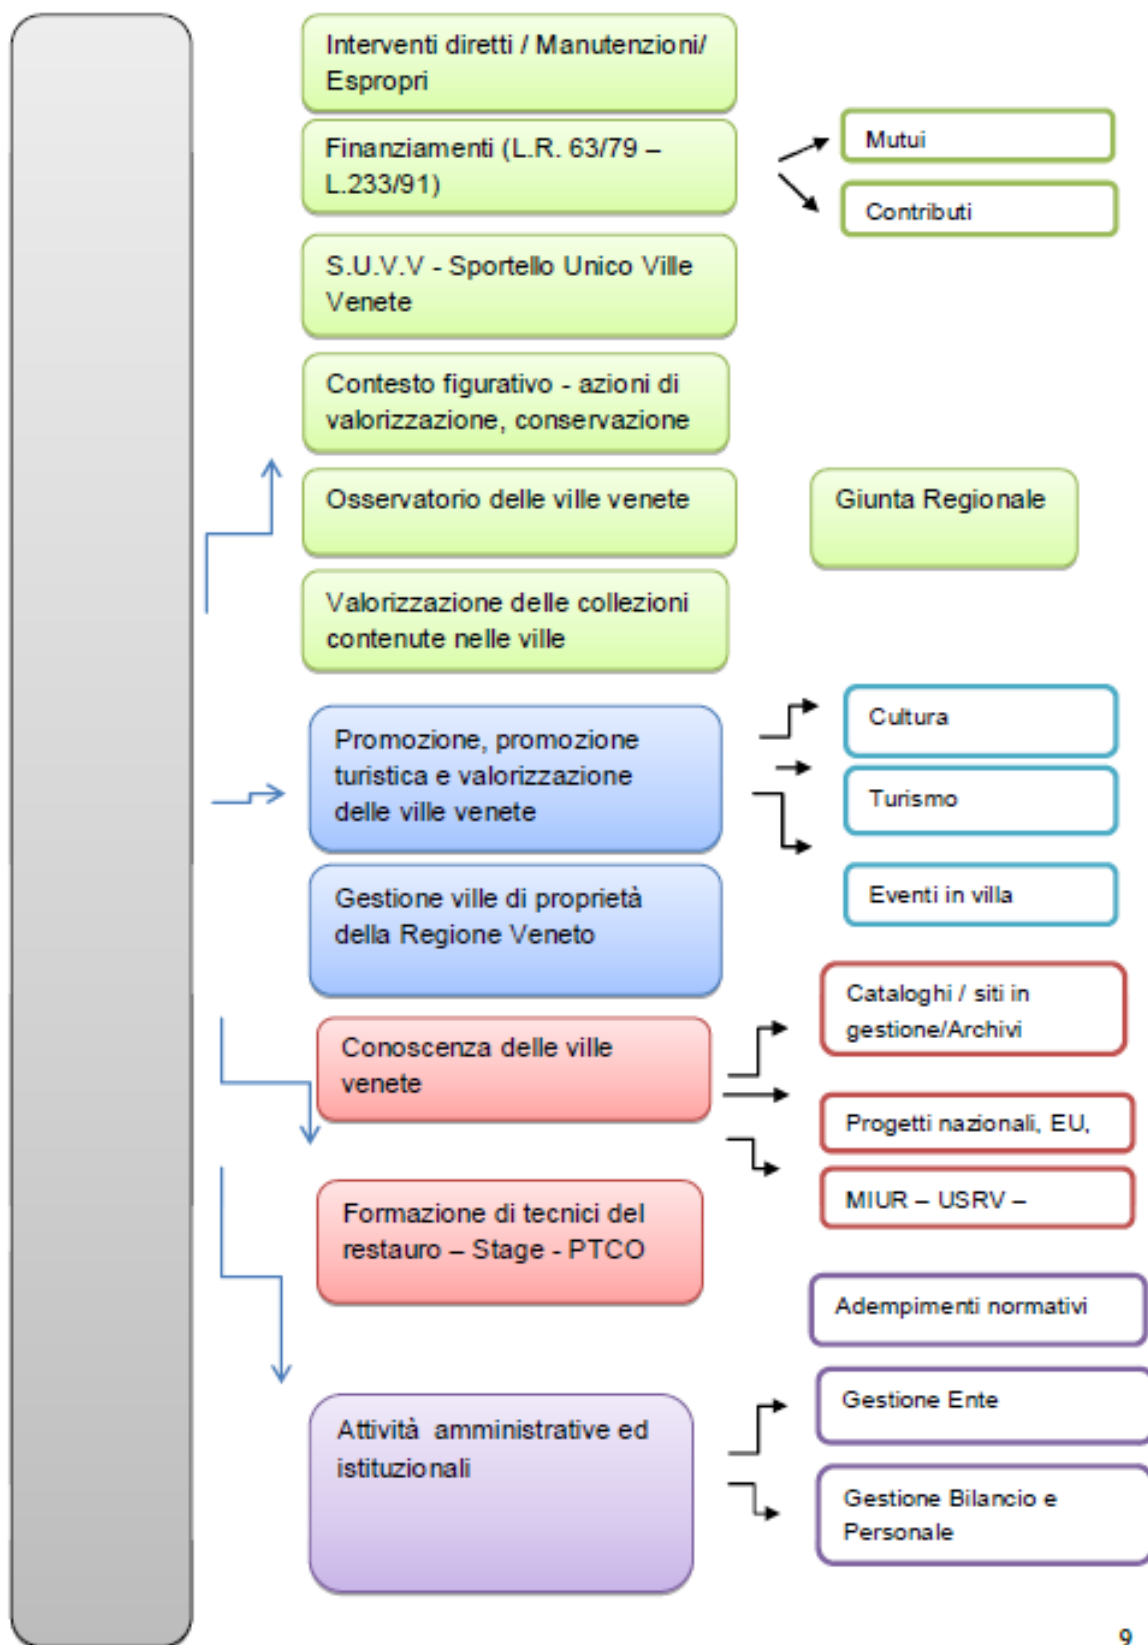 Interventi diretti / Manutenzioni/
Espropri
Finanziamenti (L.R. 63/79 –
L.233/91)
Mutui
Contributi
S.U.V.V - Sportello Unico Ville
Venete
Contesto figurativo - azioni di
valorizzazione, conservazione
Osservatorio delle ville venete
Giunta Regionale
Valorizzazione delle collezioni
contenute nelle ville
Promozione, promozione
turistica e valorizzazione
delle ville venete
Cultura
Turismo
Eventi in villa
Gestione ville di proprietà
della Regione Veneto
Conoscenza delle ville
venete
Cataloghi / siti in
gestione/Archivi
Progetti nazionali, EU,
MIUR – USRV –
Formazione di tecnici del
restauro – Stage - PTCO
Adempimenti normativi
Attività  amministrative ed
istituzionali
Gestione Ente
Gestione Bilancio e
Personale
9